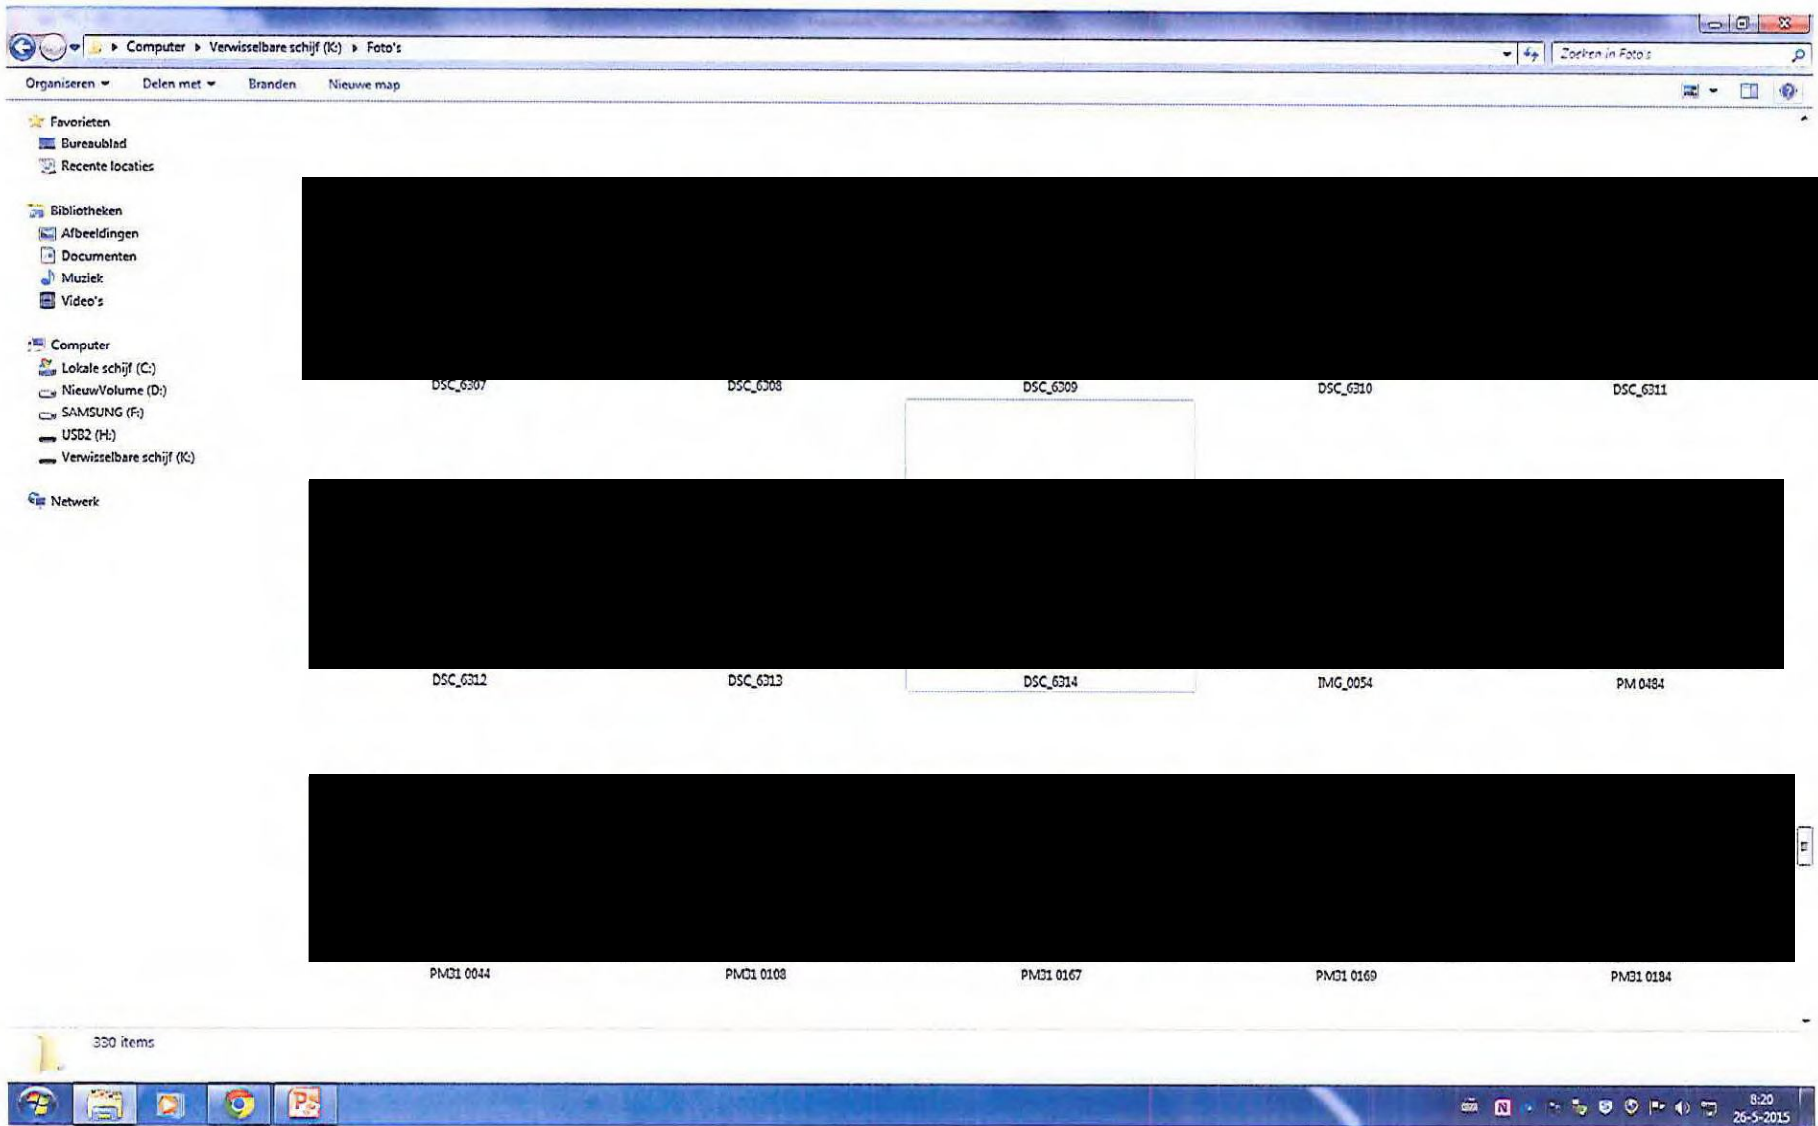 Computer ▸ Verwisselbare schijf (K:) ▸ Foto's
Zoeken in Foto's
Organiseren Delen met Branden Nieuwe map
Favorieten
Bureaublad
Recente locaties
Bibliotheken
Afbeeldingen
Documenten
Muziek
Video's
Computer
Lokale schijf (C:)
NieuwVolume (D:)
SAMSUNG (F:)
USB2 (H:)
Verwisselbare schijf (K:)
Netwerk
DSC_6307 DSC_6308 DSC_6309 DSC_6310 DSC_6311
DSC_6312 DSC_6313 DSC_6314 IMG_0054 PM 0484
PM31 0044 PM31 0108 PM31 0167 PM31 0169 PM31 0184
330 items
8:20
26-5-2015